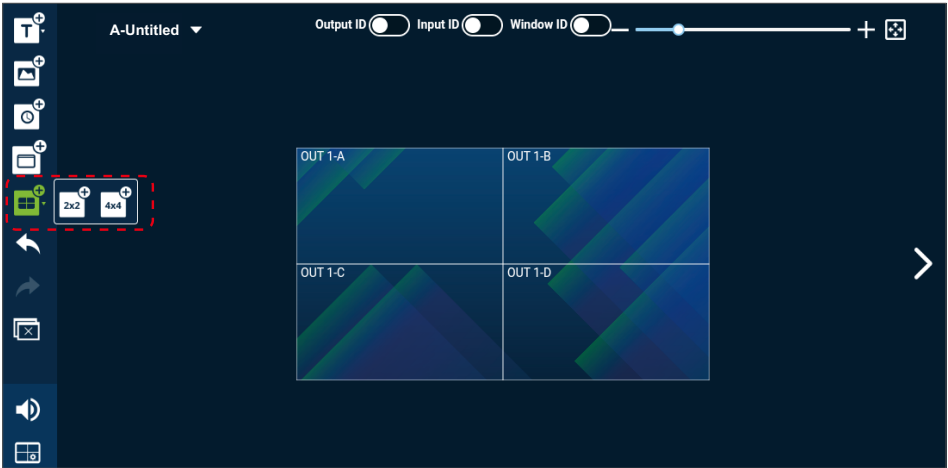 T
A-Untitled
Output ID
Input ID
Window ID
OUT 1-A
OUT 1-B
2x2
4x4
OUT 1-C
OUT 1-D